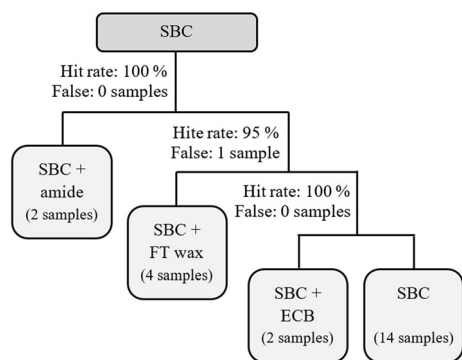 SBC
Hit rate: 100 %
False: 0 samples
Hite rate: 95 %
False: 1 sample
SBC +
amide
(2 samples)
Hit rate: 100 %
False: 0 samples
SBC +
FT wax
(4 samples)
SBC +
ECB
(2 samples)
SBC
(14 samples)